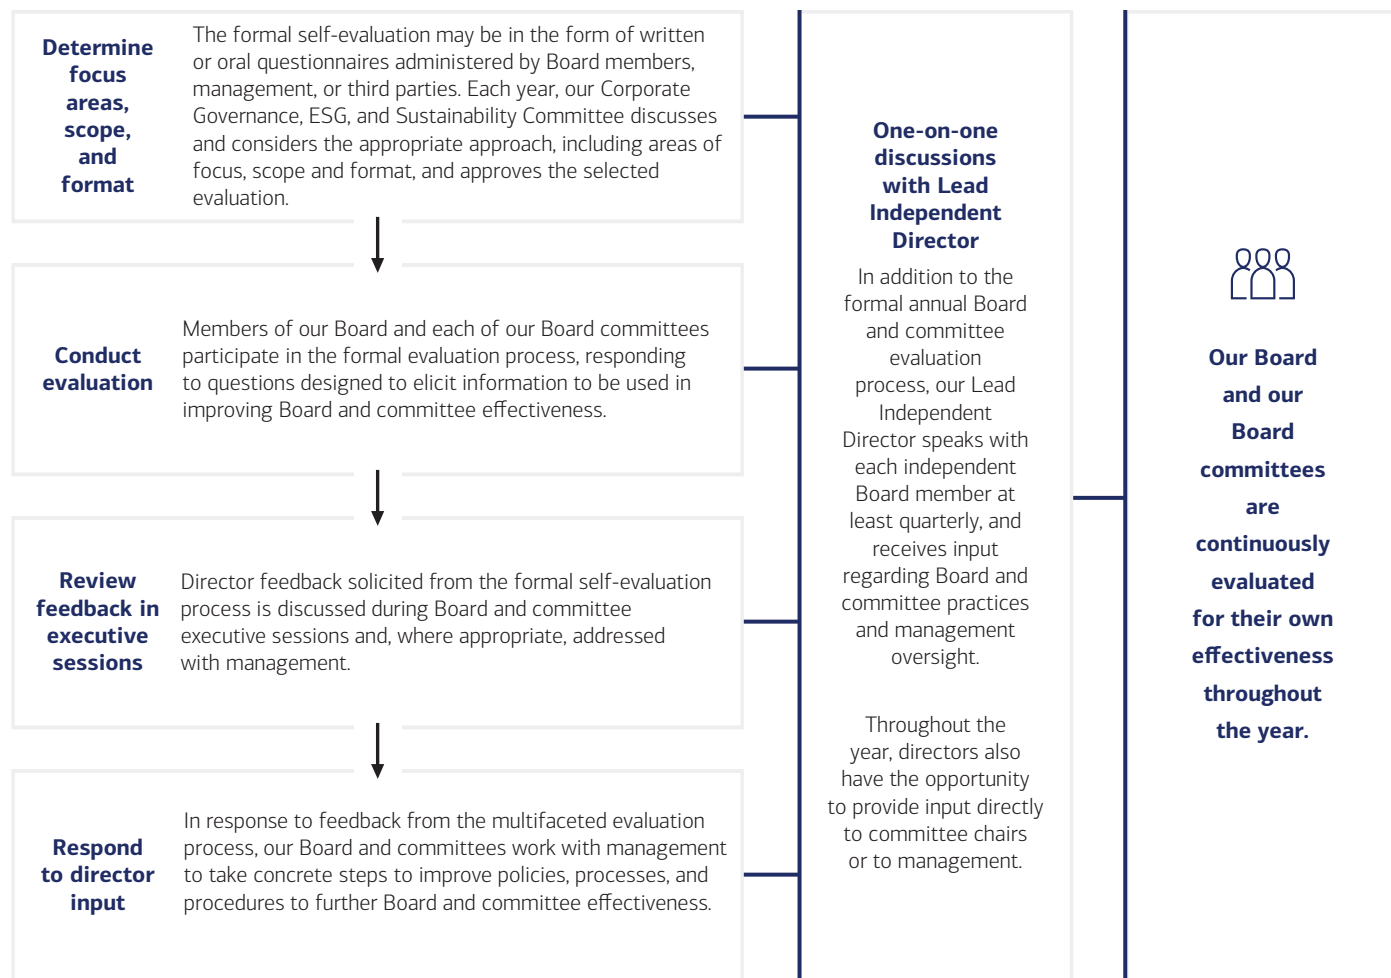 Determine
focus
areas,
scope,
and
format
The formal self-evaluation may be in the form of written
or oral questionnaires administered by Board members,
management, or third parties. Each year, our Corporate
Governance, ESG, and Sustainability Committee discusses
and considers the appropriate approach, including areas of
focus, scope and format, and approves the selected
evaluation.
Conduct
evaluation
Members of our Board and each of our Board committees
participate in the formal evaluation process, responding
to questions designed to elicit information to be used in
improving Board and committee effectiveness.
Review
feedback in
executive
sessions
Director feedback solicited from the formal self-evaluation
process is discussed during Board and committee
executive sessions and, where appropriate, addressed
with management.
Respond
to director
input
In response to feedback from the multifaceted evaluation
process, our Board and committees work with management
to take concrete steps to improve policies, processes, and
procedures to further Board and committee effectiveness.
One-on-one
discussions
with Lead
Independent
Director
In addition to the
formal annual Board
and committee
evaluation
process, our Lead
Independent
Director speaks with
each independent
Board member at
least quarterly, and
receives input
regarding Board and
committee practices
and management
oversight.
Throughout the
year, directors also
have the opportunity
to provide input directly
to committee chairs
or to management.
Our Board
and our
Board
committees
are
continuously
evaluated
for their own
effectiveness
throughout
the year.